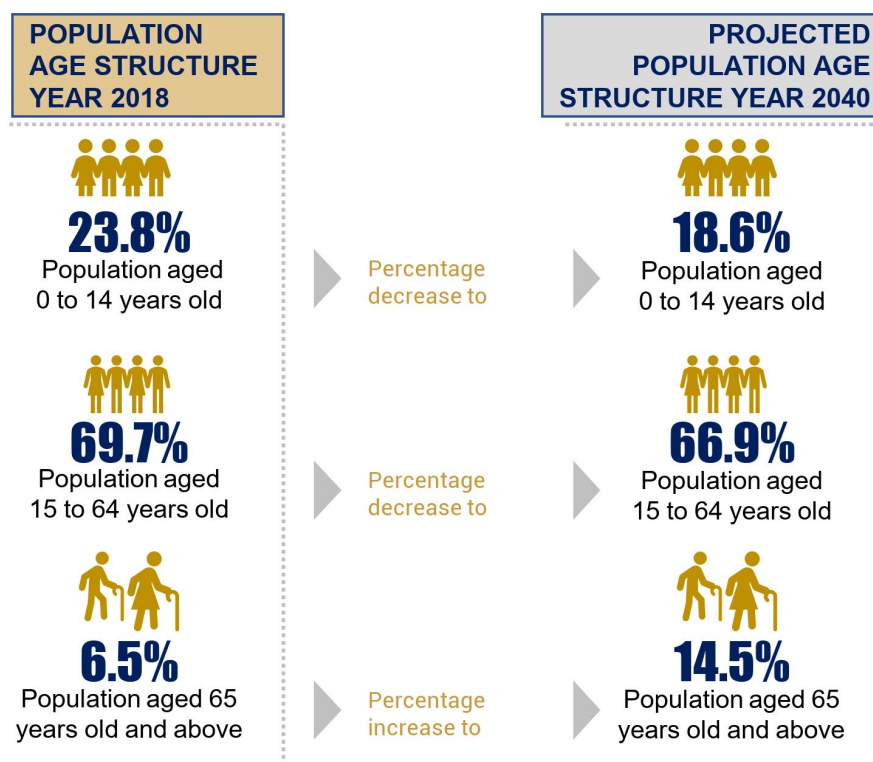 POPULATION
AGE STRUCTURE
YEAR 2018
PROJECTED
POPULATION AGE
STRUCTURE YEAR 2040
23.8%
Population aged
0 to 14 years old
Percentage
decrease to
18.6%
Population aged
0 to 14 years old
69.7%
Population aged
15 to 64 years old
Percentage
decrease to
66.9%
Population aged
15 to 64 years old
6.5%
Population aged 65
years old and above
Percentage
increase to
14.5%
Population aged 65
years old and above